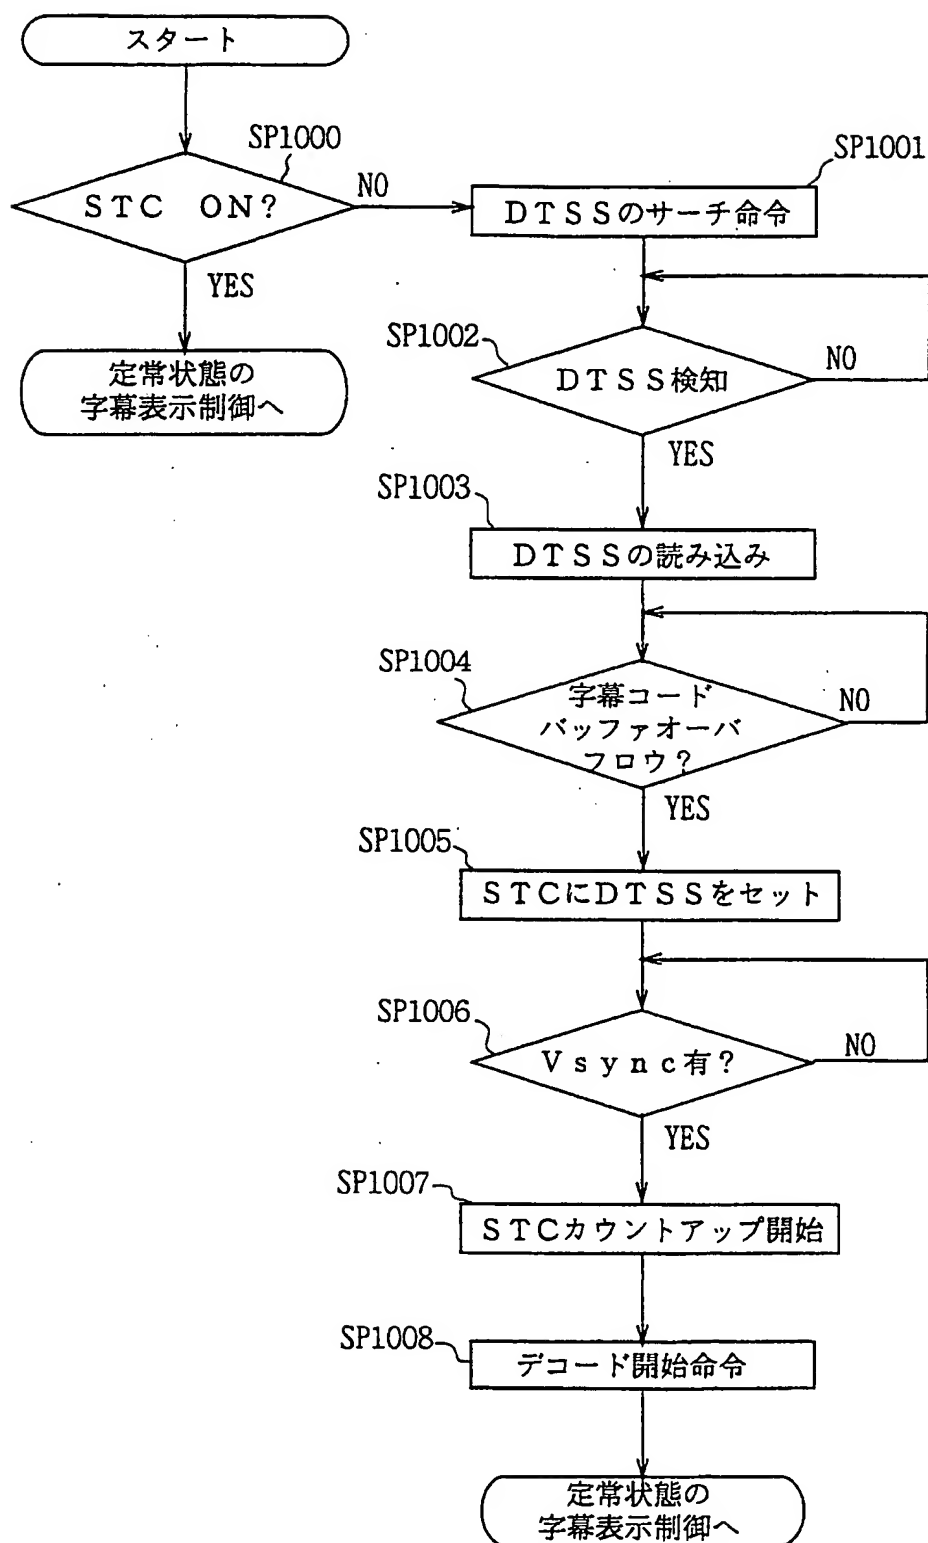 スタート
SP1000
STC ON?
NO
YES
定常状態の
字幕表示制御へ
SP1001
DTSSのサーチ命令
SP1002
DTSS検知
NO
YES
SP1003
DTSSの読み込み
SP1004
字幕コード
バッファオーバ
フロウ?
NO
YES
SP1005
STCにDTSSをセット
SP1006
Vsync有?
NO
YES
SP1007
STCカウントアップ開始
SP1008
デコード開始命令
定常状態の
字幕表示制御へ